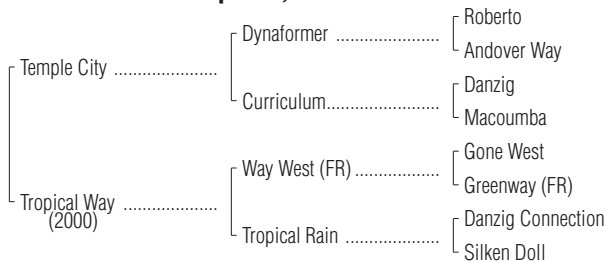 Roberto
Dynaformer ..................
Andover Way
Temple City .....................
Danzig
Curriculum.......................
Macoumba
Gone West
Way West (FR) .................
Greenway (FR)
Tropical Way ...................
(2000)
Danzig Connection
Tropical Rain ...................
Silken Doll